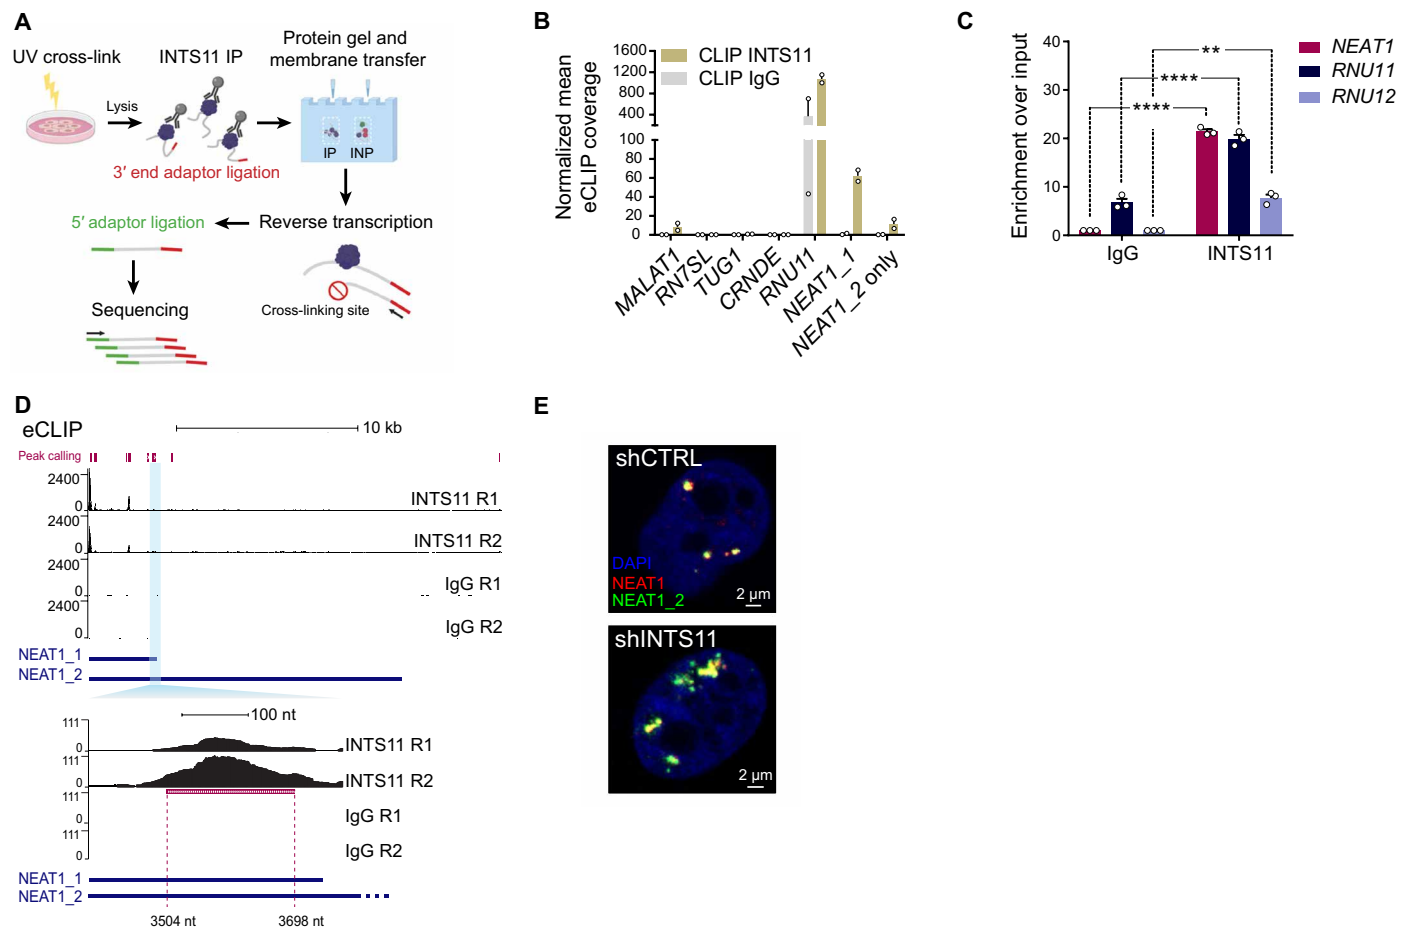 A
UV cross-link
INTS11 IP
Protein gel and
membrane transfer
Lysis
IP
INP
3′ end adaptor ligation
5′ adaptor ligation
Reverse transcription
Cross-linking site
Sequencing
B
Normalized mean
eCLIP coverage
1600
1200
800
400
100
80
60
40
20
0
CLIP INTS11
CLIP IgG
MALAT1
RN7SL
TUG1
CRNDE
RNU11
NEAT1_1
NEAT1_2 only
C
Enrichment over input
40
30
20
10
0
**
****
****
IgG
INTS11
NEAT1
RNU11
RNU12
D
eCLIP
10 kb
Peak calling
2400
0
INTS11 R1
2400
0
INTS11 R2
2400
0
IgG R1
2400
0
IgG R2
NEAT1_1
NEAT1_2
100 nt
111
0
INTS11 R1
111
0
INTS11 R2
111
0
IgG R1
111
0
IgG R2
NEAT1_1
NEAT1_2
3504 nt
3698 nt
E
shCTRL
DAPI
NEAT1
NEAT1_2
2 µm
shINTS11
2 µm